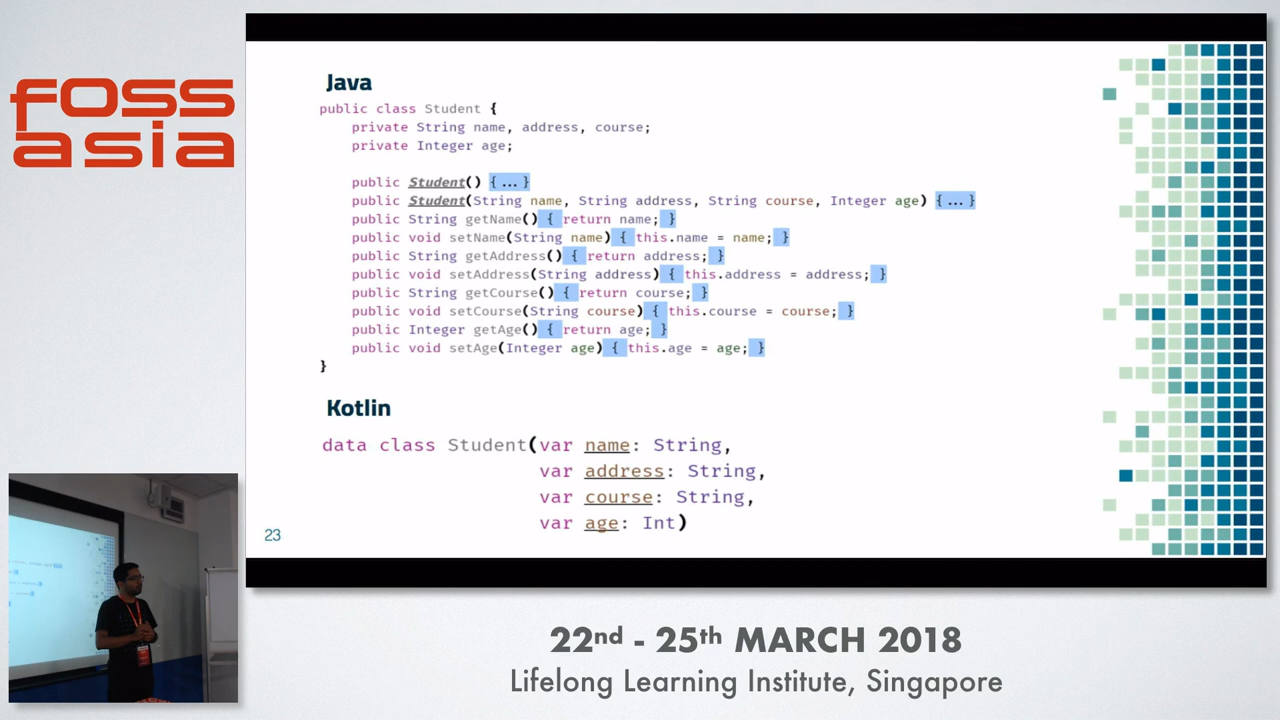 foss
asia
Java
public class Student {
private String name, address, course;
private Integer age;
public Student() {...}
public Student(String name, String address, String course, Integer age) {...}
public String getName() { return name; }
public void setName(String name) { this.name = name; }
public String getAddress() { return address; }
public void setAddress(String address) { this.address = address; }
public String getCourse() { return course; }
public void setCourse(String course) { this.course = course; }
public Integer getAge() { return age; }
public void setAge(Integer age) { this.age = age; }
}
Kotlin
data class Student(var name: String,
var address: String,
var course: String,
var age: Int)
23
22nd - 25th MARCH 2018
Lifelong Learning Institute, Singapore